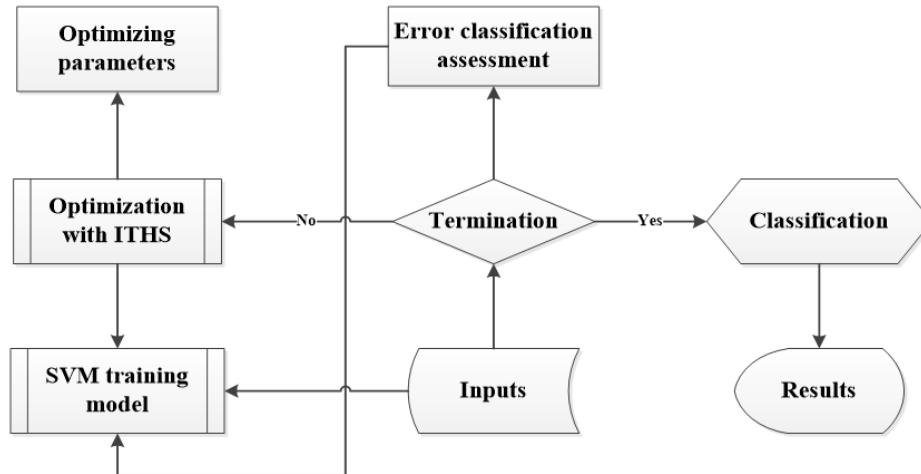 Optimizing
parameters
Error classification
assessment
Optimization
with ITHS
No
Termination
Yes
Classification
SVM training
model
Inputs
Results